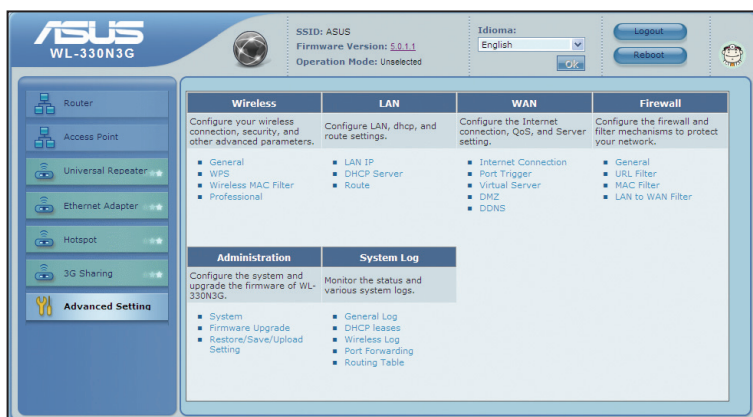 ASUS
WL-330N3G
SSID: ASUS
Firmware Version: 5.0.1.1
Operation Mode: Unselected
Idioma:
English
Ok
Logout
Reboot
Router
Access Point
Universal Repeater
Ethernet Adapter
Hotspot
3G Sharing
Advanced Setting
Wireless
Configure your wireless
connection, security, and
other advanced parameters.
General
WPS
Wireless MAC Filter
Professional
LAN
Configure LAN, dhcp, and
route settings.
LAN IP
DHCP Server
Route
WAN
Configure the Internet
connection, QoS, and Server
setting.
Internet Connection
Port Trigger
Virtual Server
DMZ
DDNS
Firewall
Configure the firewall and
filter mechanisms to protect
your network.
General
URL Filter
MAC Filter
LAN to WAN Filter
Administration
Configure the system and
upgrade the firmware of WL-
330N3G.
System
Firmware Upgrade
Restore/Save/Upload
Setting
System Log
Monitor the status and
various system logs.
General Log
DHCP leases
Wireless Log
Port Forwarding
Routing Table